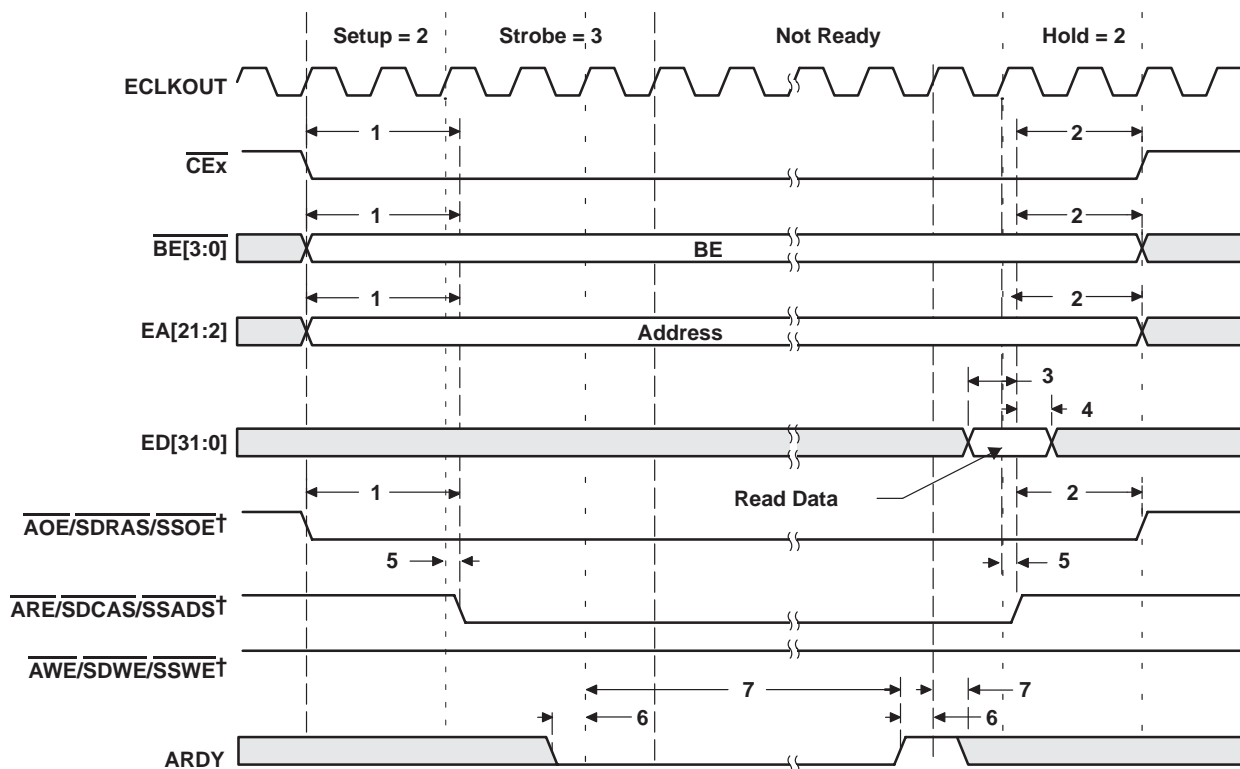 Setup = 2 Strobe = 3 Not Ready Hold = 2
ECLKOUT
1 2
CEx
1 2
BE[3:0] BE
1 2
EA[21:2] Address
3
4
ED[31:0]
Read Data
1 2
AOE/SDRAS/SSOE†
5 5
ARE/SDCAS/SSADS†
AWE/SDWE/SSWE†
7 7
6 6
ARDY